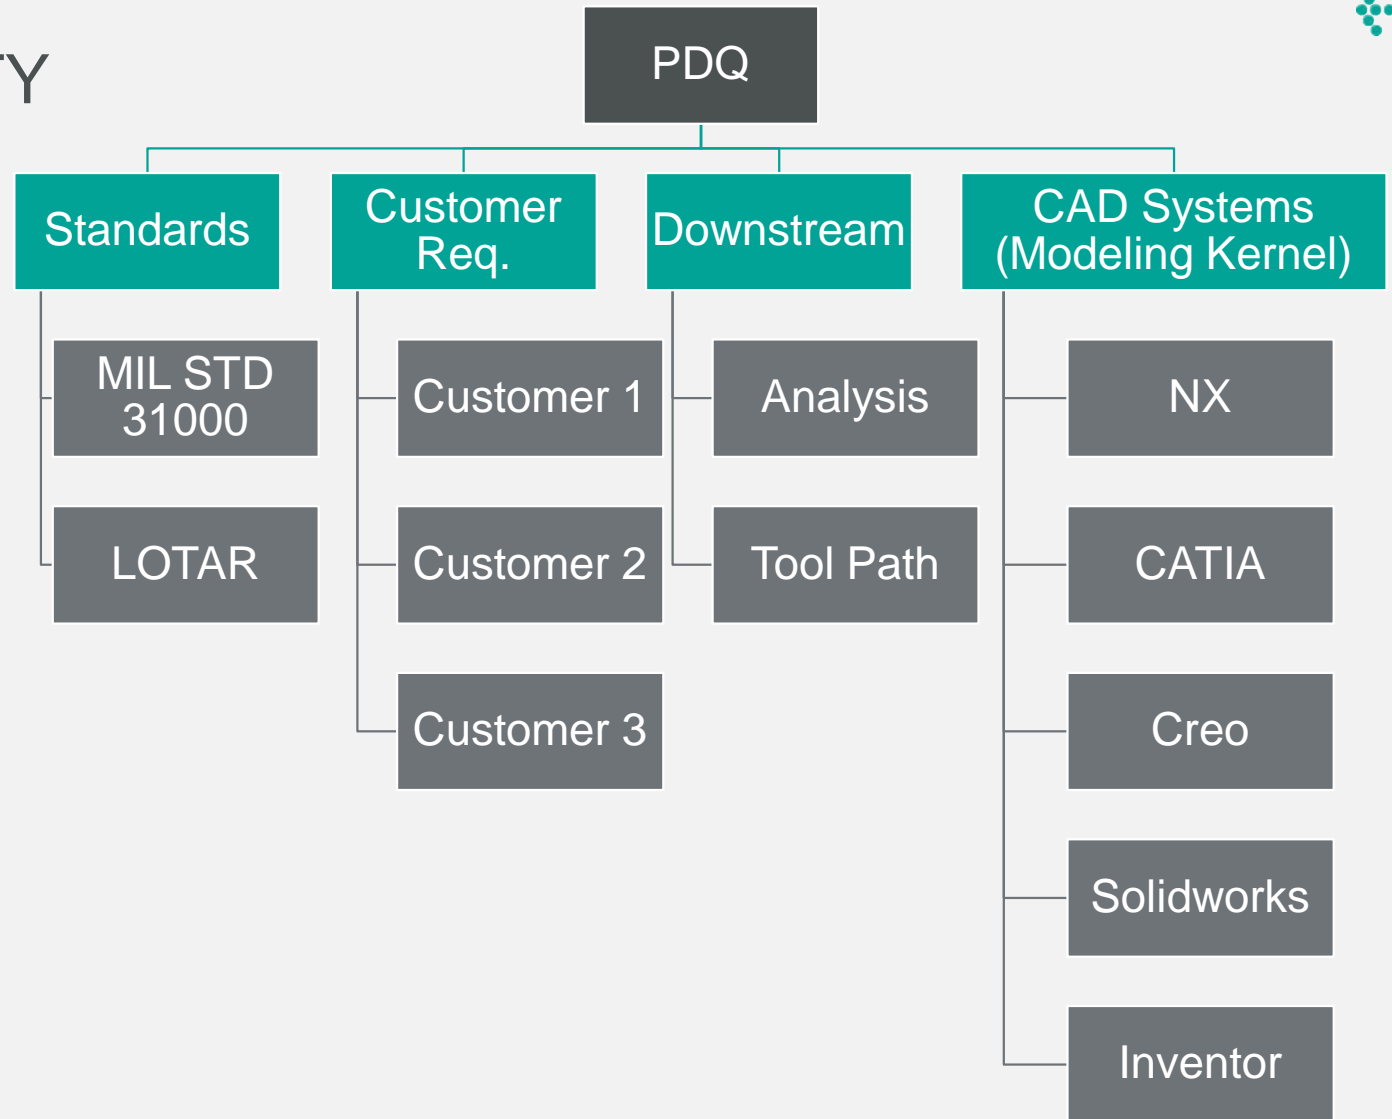 TY
PDQ
Standards
Customer
Req.
Downstream
CAD Systems
(Modeling Kernel)
MIL STD
31000
LOTAR
Customer 1
Customer 2
Customer 3
Analysis
Tool Path
NX
CATIA
Creo
Solidworks
Inventor